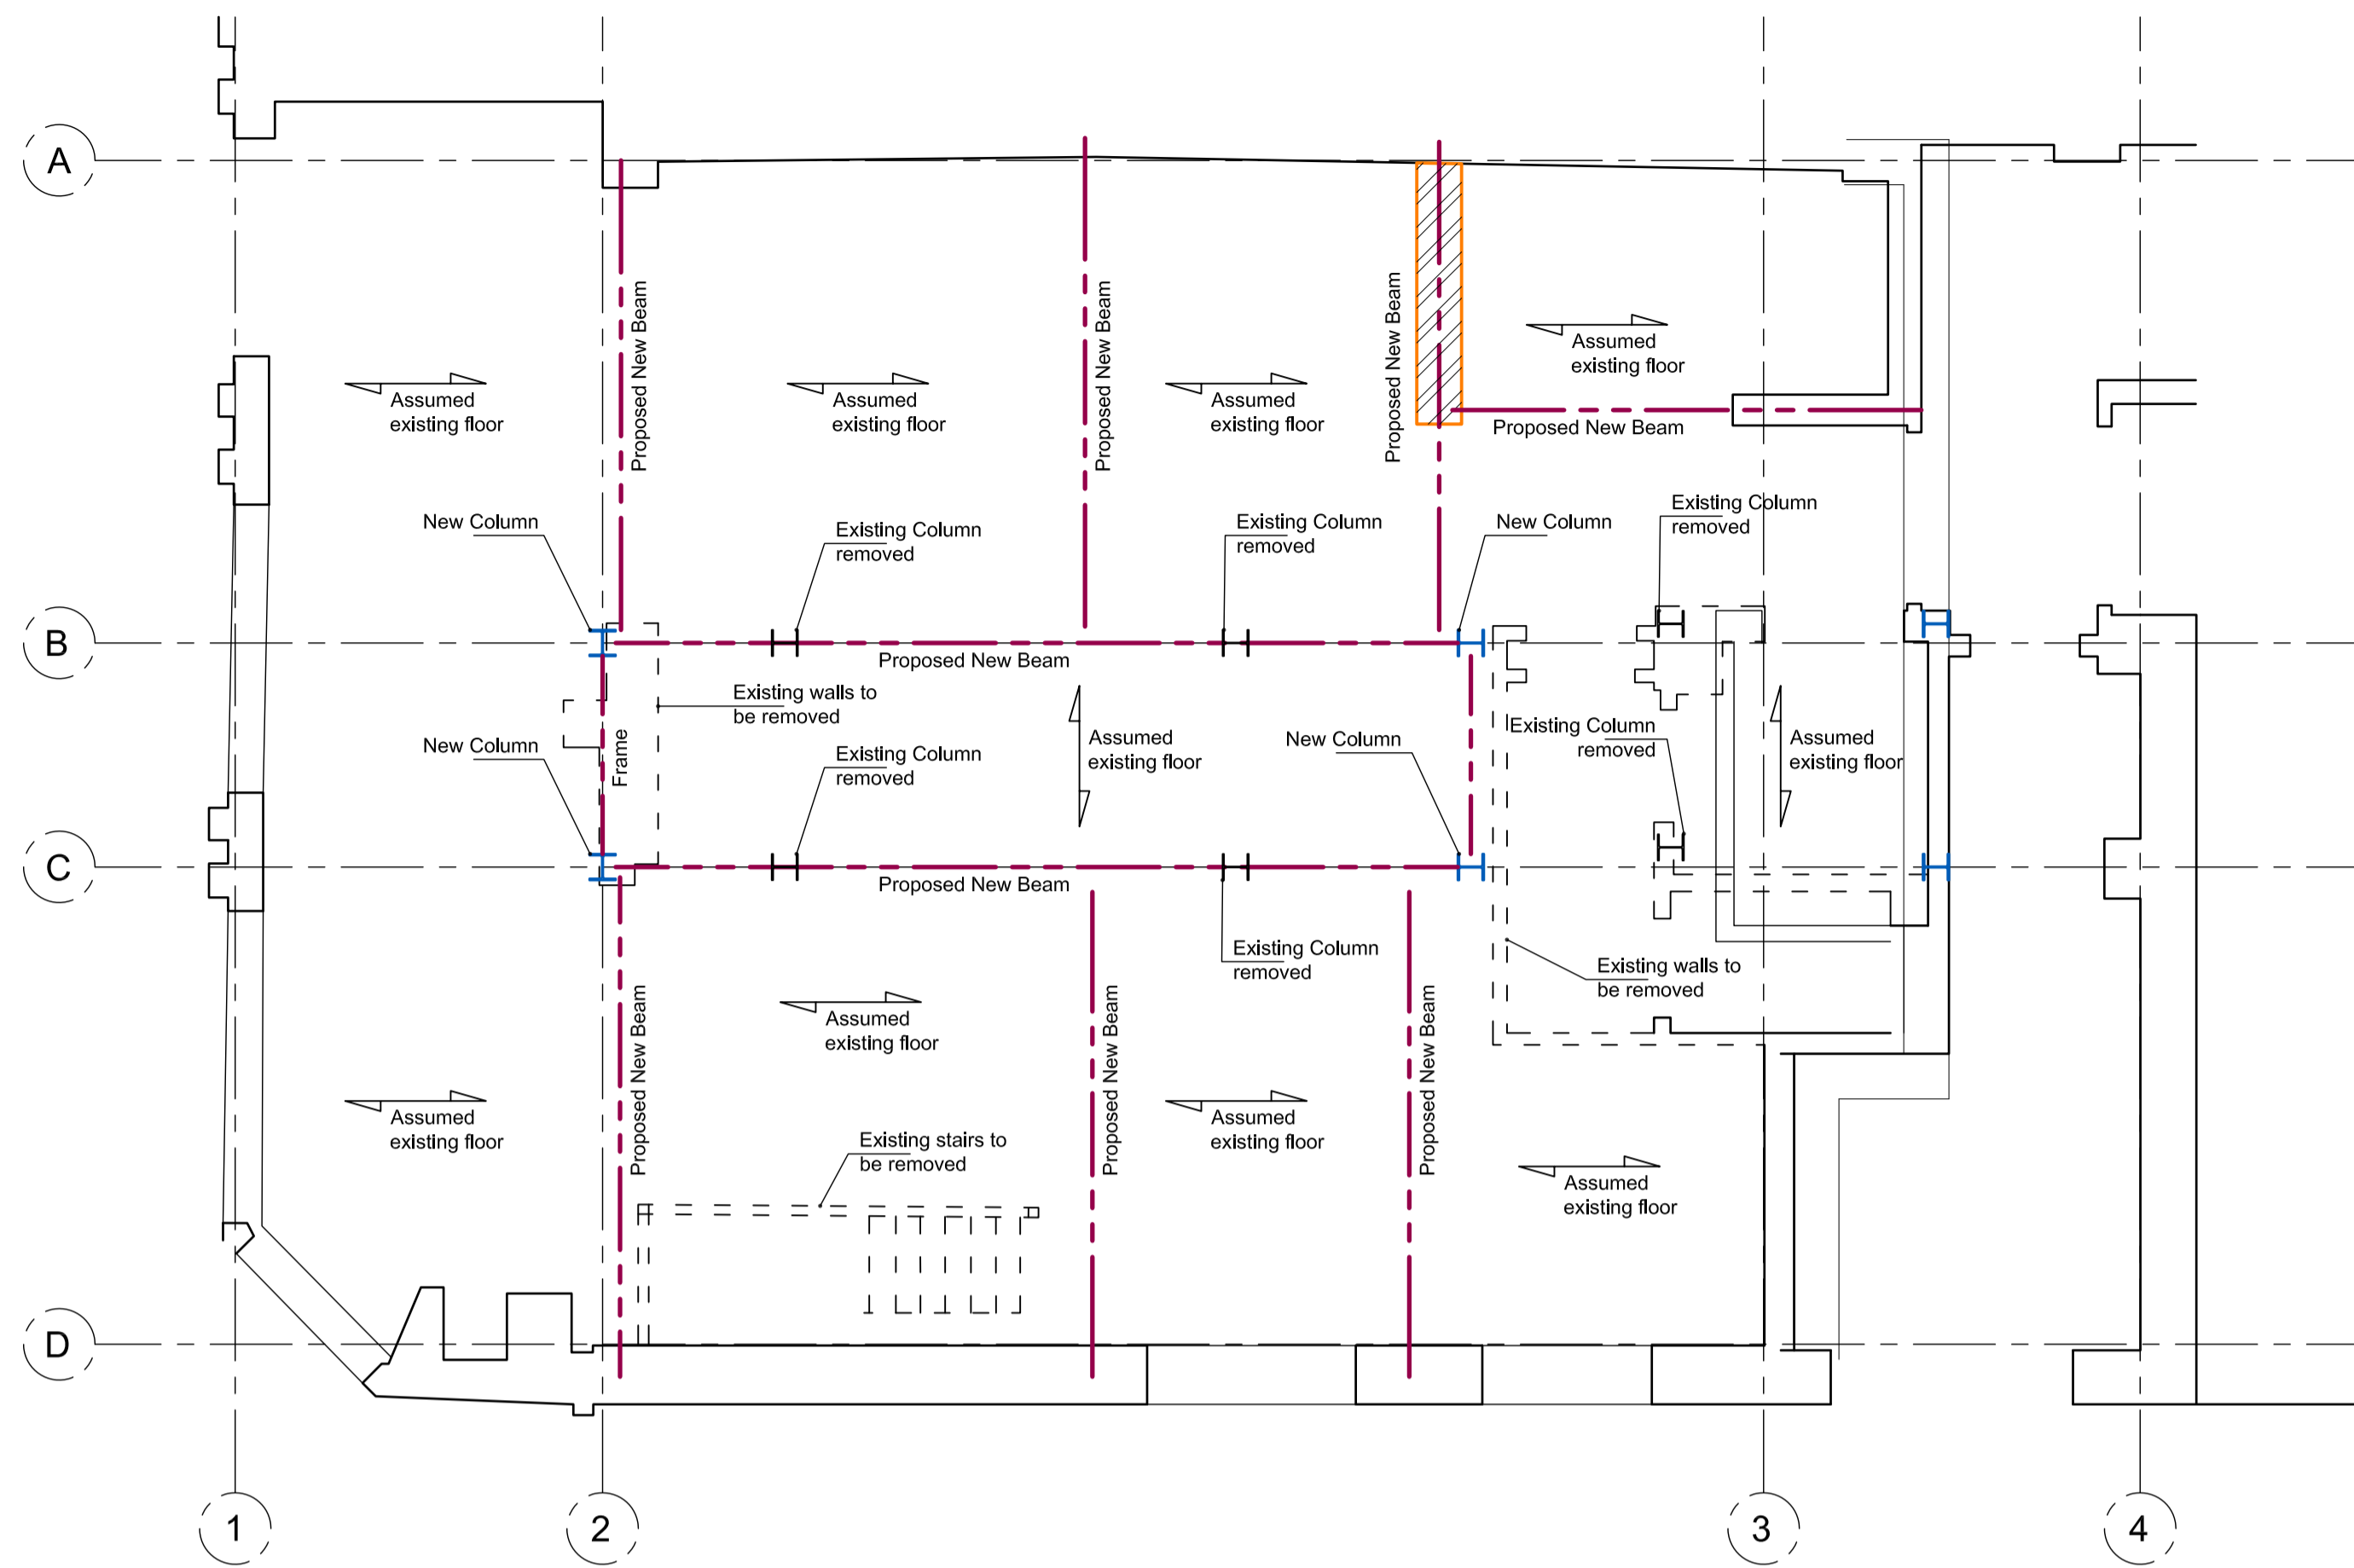 A
Proposed New Beam
Proposed New Beam
Proposed New Beam
Assumed
existing floor
Assumed
existing floor
Assumed
existing floor
Assumed
existing floor
Proposed New Beam
New Column
Existing Column
removed
Existing Column
removed
New Column
Existing Column
removed
B
Proposed New Beam
Existing walls to
be removed
Frame
New Column
Existing Column
removed
Assumed
existing floor
New Column
Existing Column
removed
Assumed
existing floor
C
Proposed New Beam
Existing Column
removed
Existing walls to
be removed
Proposed New Beam
Proposed New Beam
Proposed New Beam
Assumed
existing floor
Assumed
existing floor
Assumed
existing floor
Existing stairs to
be removed
Assumed
existing floor
D
1
2
3
4